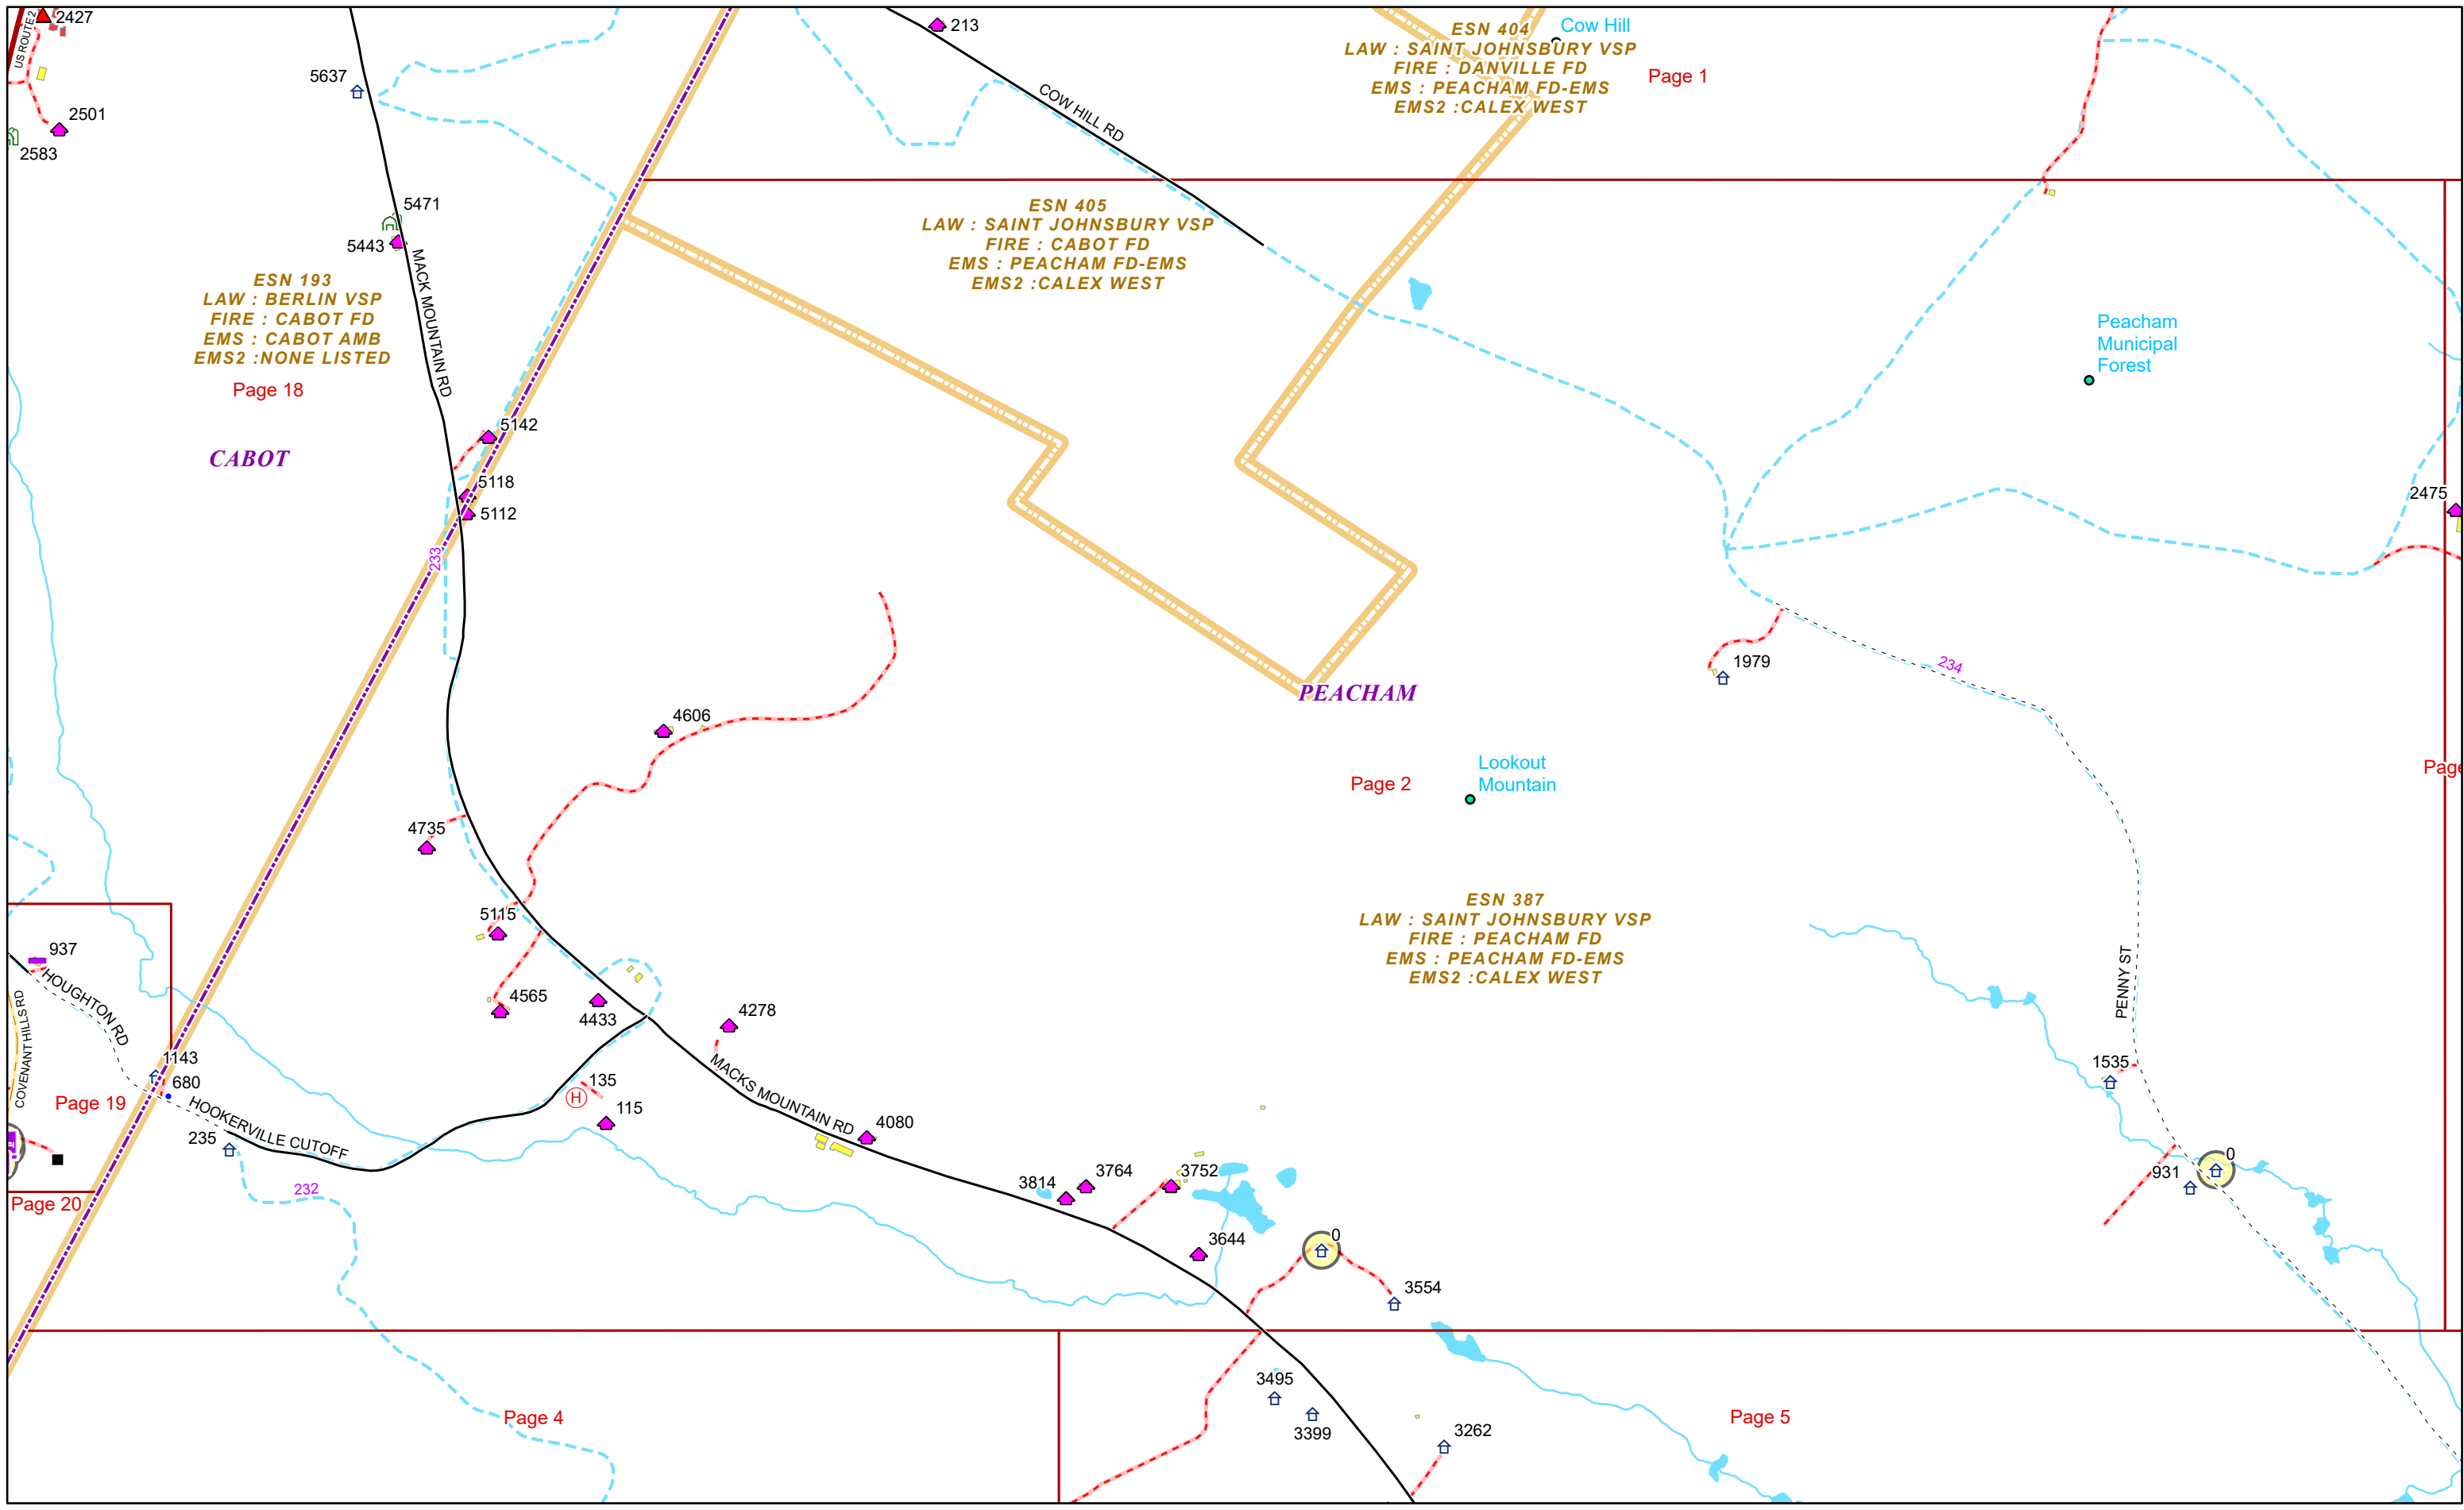 US ROUTE 2
2427
2501
2583
5637
213
COW HILL RD
ESN 404
LAW : SAINT JOHNSBURY VSP
FIRE : DANVILLE FD
EMS : PEACHAM FD-EMS
EMS2 :CALEX WEST
Cow Hill
Page 1
5471
5443
MACK MOUNTAIN RD
ESN 193
LAW : BERLIN VSP
FIRE : CABOT FD
EMS : CABOT AMB
EMS2 :NONE LISTED
Page 18
CABOT
ESN 405
LAW : SAINT JOHNSBURY VSP
FIRE : CABOT FD
EMS : PEACHAM FD-EMS
EMS2 :CALEX WEST
Peacham
Municipal
Forest
5142
5118
5112
233
2475
1979
234
PEACHAM
4606
Lookout
Mountain
Page 2
Page
4735
5115
4565
4433
4278
ESN 387
LAW : SAINT JOHNSBURY VSP
FIRE : PEACHAM FD
EMS : PEACHAM FD-EMS
EMS2 :CALEX WEST
PENNY ST
937
HOUGHTON RD
COVENANT HILLS RD
1143
680
Page 19
HOOKERVILLE CUTOFF
235
232
Page 20
135
H
115
MACKS MOUNTAIN RD
4080
1535
931
0
3814
3764
3752
3644
0
3554
3495
3399
3262
Page 4
Page 5